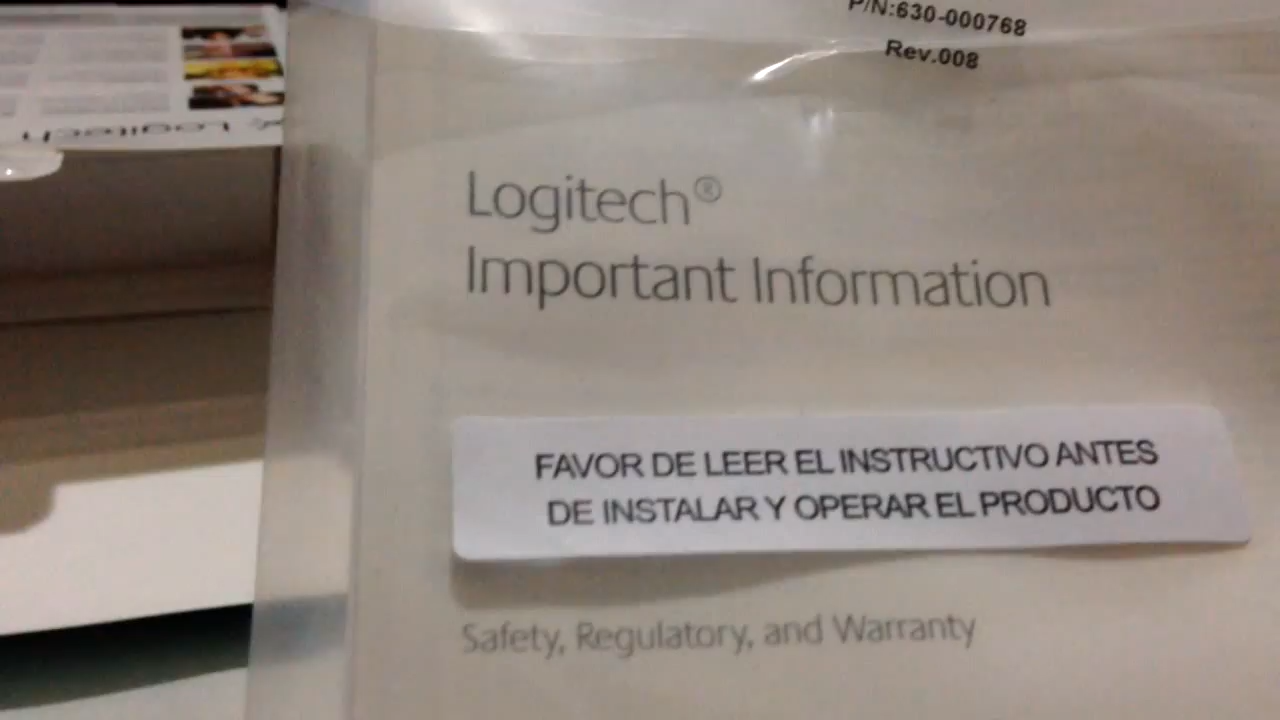 P/N:630-000768
Rev.008
Logitech
Logitech®
Important Information
FAVOR DE LEER EL INSTRUCTIVO ANTES
DE INSTALAR Y OPERAR EL PRODUCTO
Safety, Regulatory, and Warranty